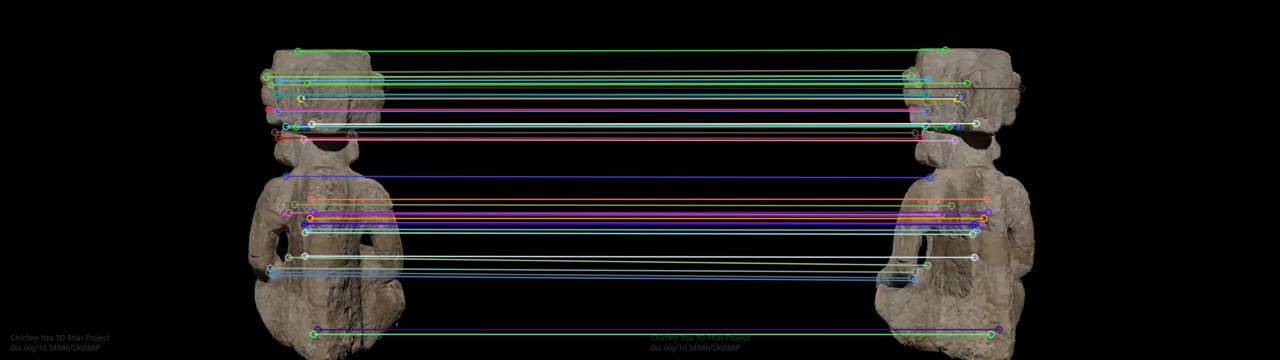 Chichen Itza 3D Atlas Project
doi.org/10.34946/D6B88P
Chichen Itza 3D Atlas Project
doi.org/10.34946/D6B88P